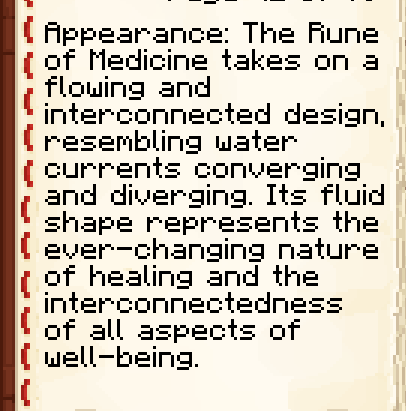 Appearance: The Rune
of Medicine takes on a
flowing and
interconnected design,
resembling water
currents converging
and diverging. Its fluid
shape represents the
ever-changing nature
of healing and the
interconnectedness
of all aspects of
well-being.